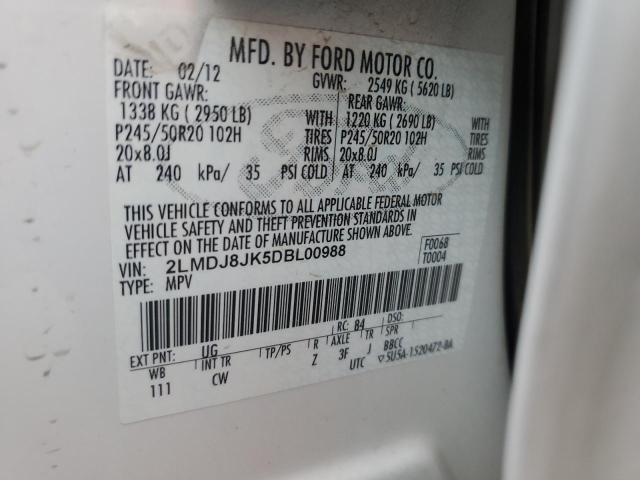 MFD. BY FORD MOTOR CO.
DATE: 02/12 GVWR: 2549 KG ( 5620 LB)
FRONT GAWR: REAR GAWR:
1338 KG ( 2950 LB) WITH 1220 KG ( 2690 LB) WITH
P245/50R20 102H TIRES P245/50R20 102H TIRES
20x8.0J RIMS 20x8.0J RIMS
AT 240 kPa/ 35 PSI COLD AT 240 kPa/ 35 PSI COLD
Ford
THIS VEHICLE CONFORMS TO ALL APPLICABLE FEDERAL MOTOR
VEHICLE SAFETY AND THEFT PREVENTION STANDARDS IN
EFFECT ON THE DATE OF MANUFACTURE SHOWN ABOVE.
VIN: 2LMDJ8JK5DBL00988 F0068
TYPE: MPV T0004
EXT PNT: UG RC: 84 DSO:
WB INT TR TP/PS R AXLE TR SPR
111 CW Z 3F J BBCC
UTC 5U5A-1520472-BA